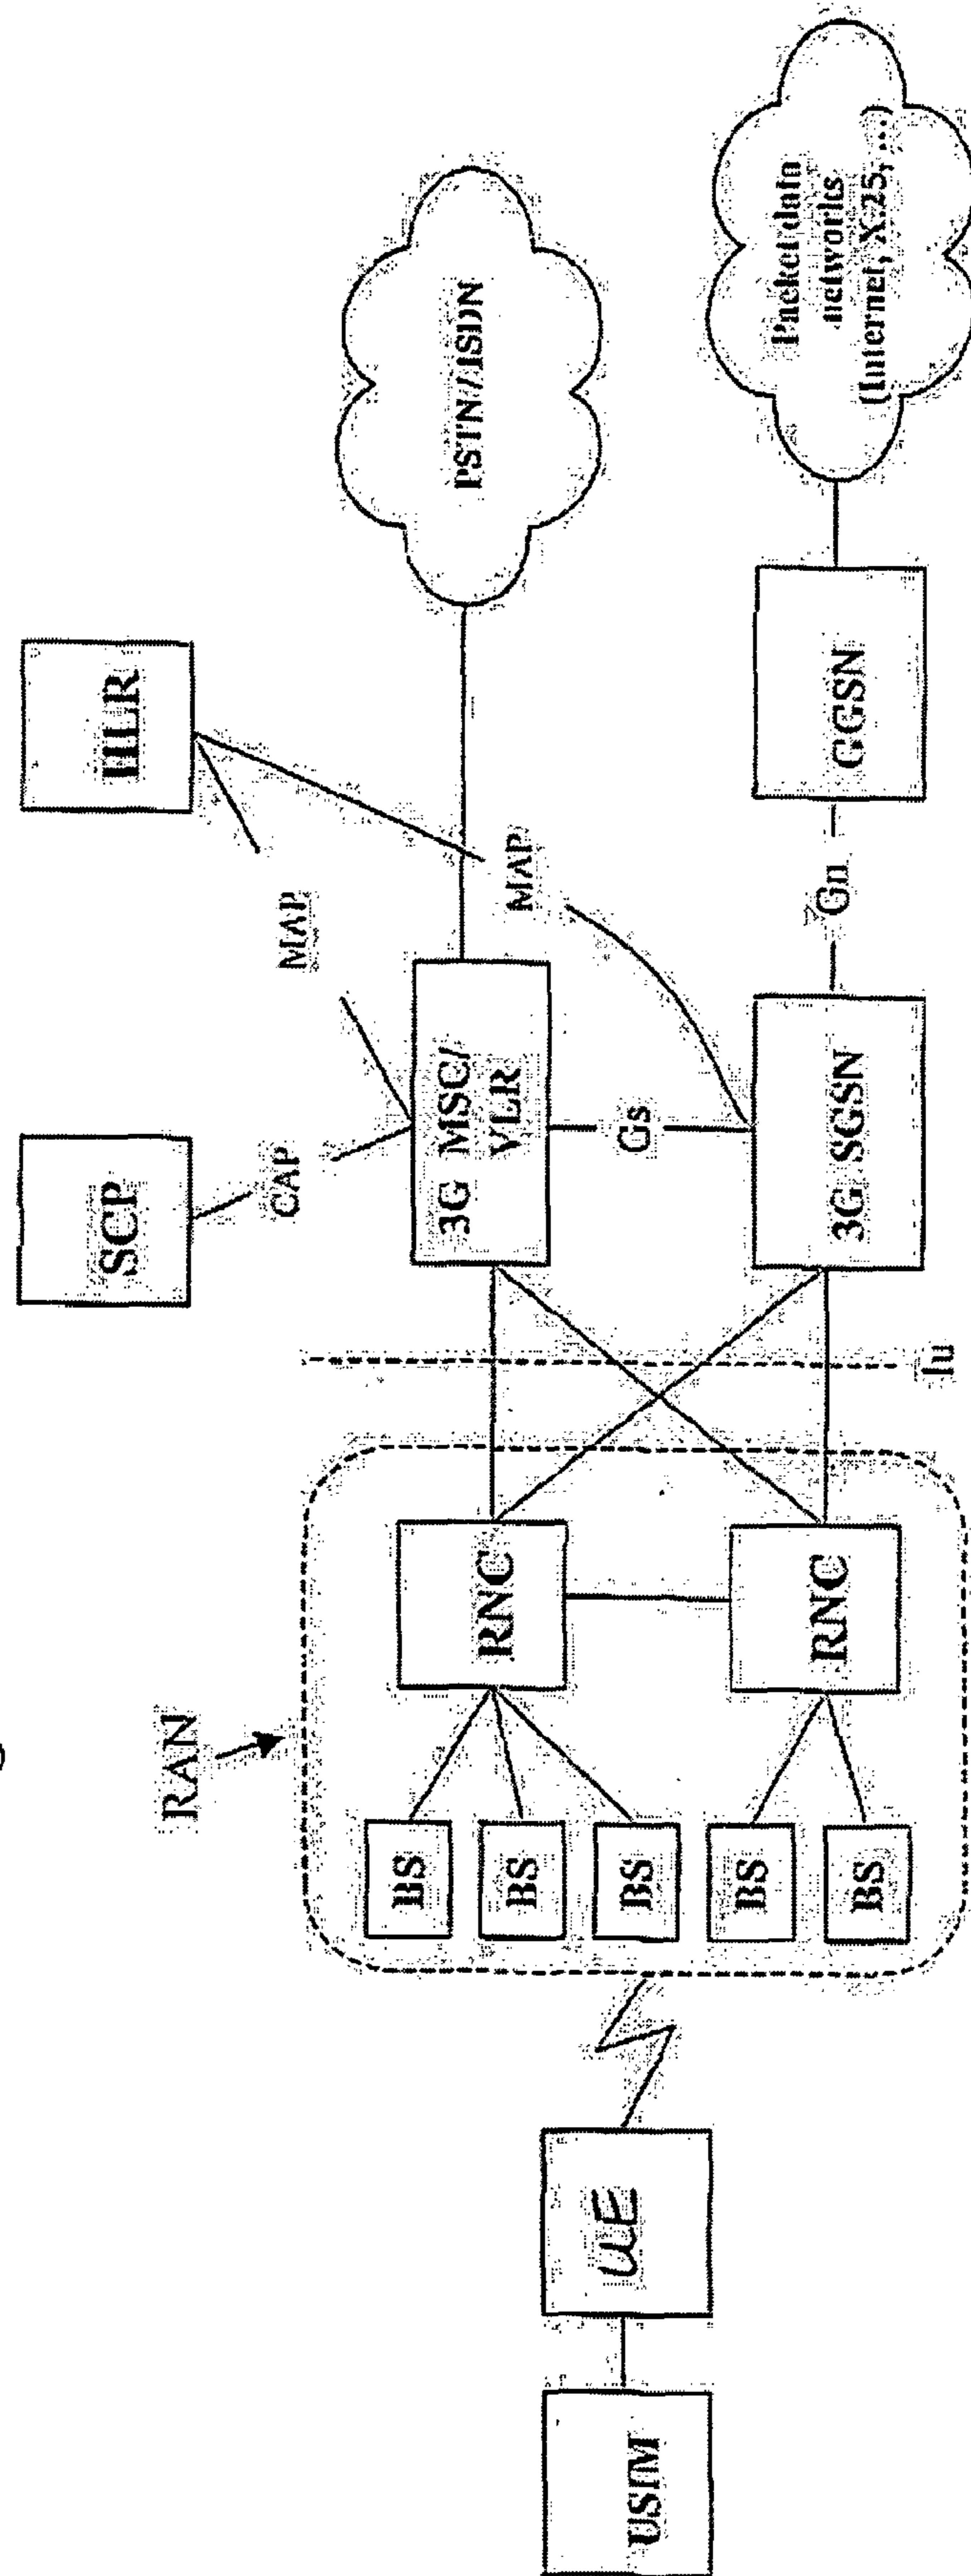 RAN
SCP
HLR
CAP
MAP
BS
BS
BS
BS
BS
RNC
RNC
3G MSC/
VLR
MAP
PSTN/ISDN
USIM
UE
Gs
Iu
3G SGSN
Gn
GGSN
Packet data
networks
(Internet, X.25, ...)